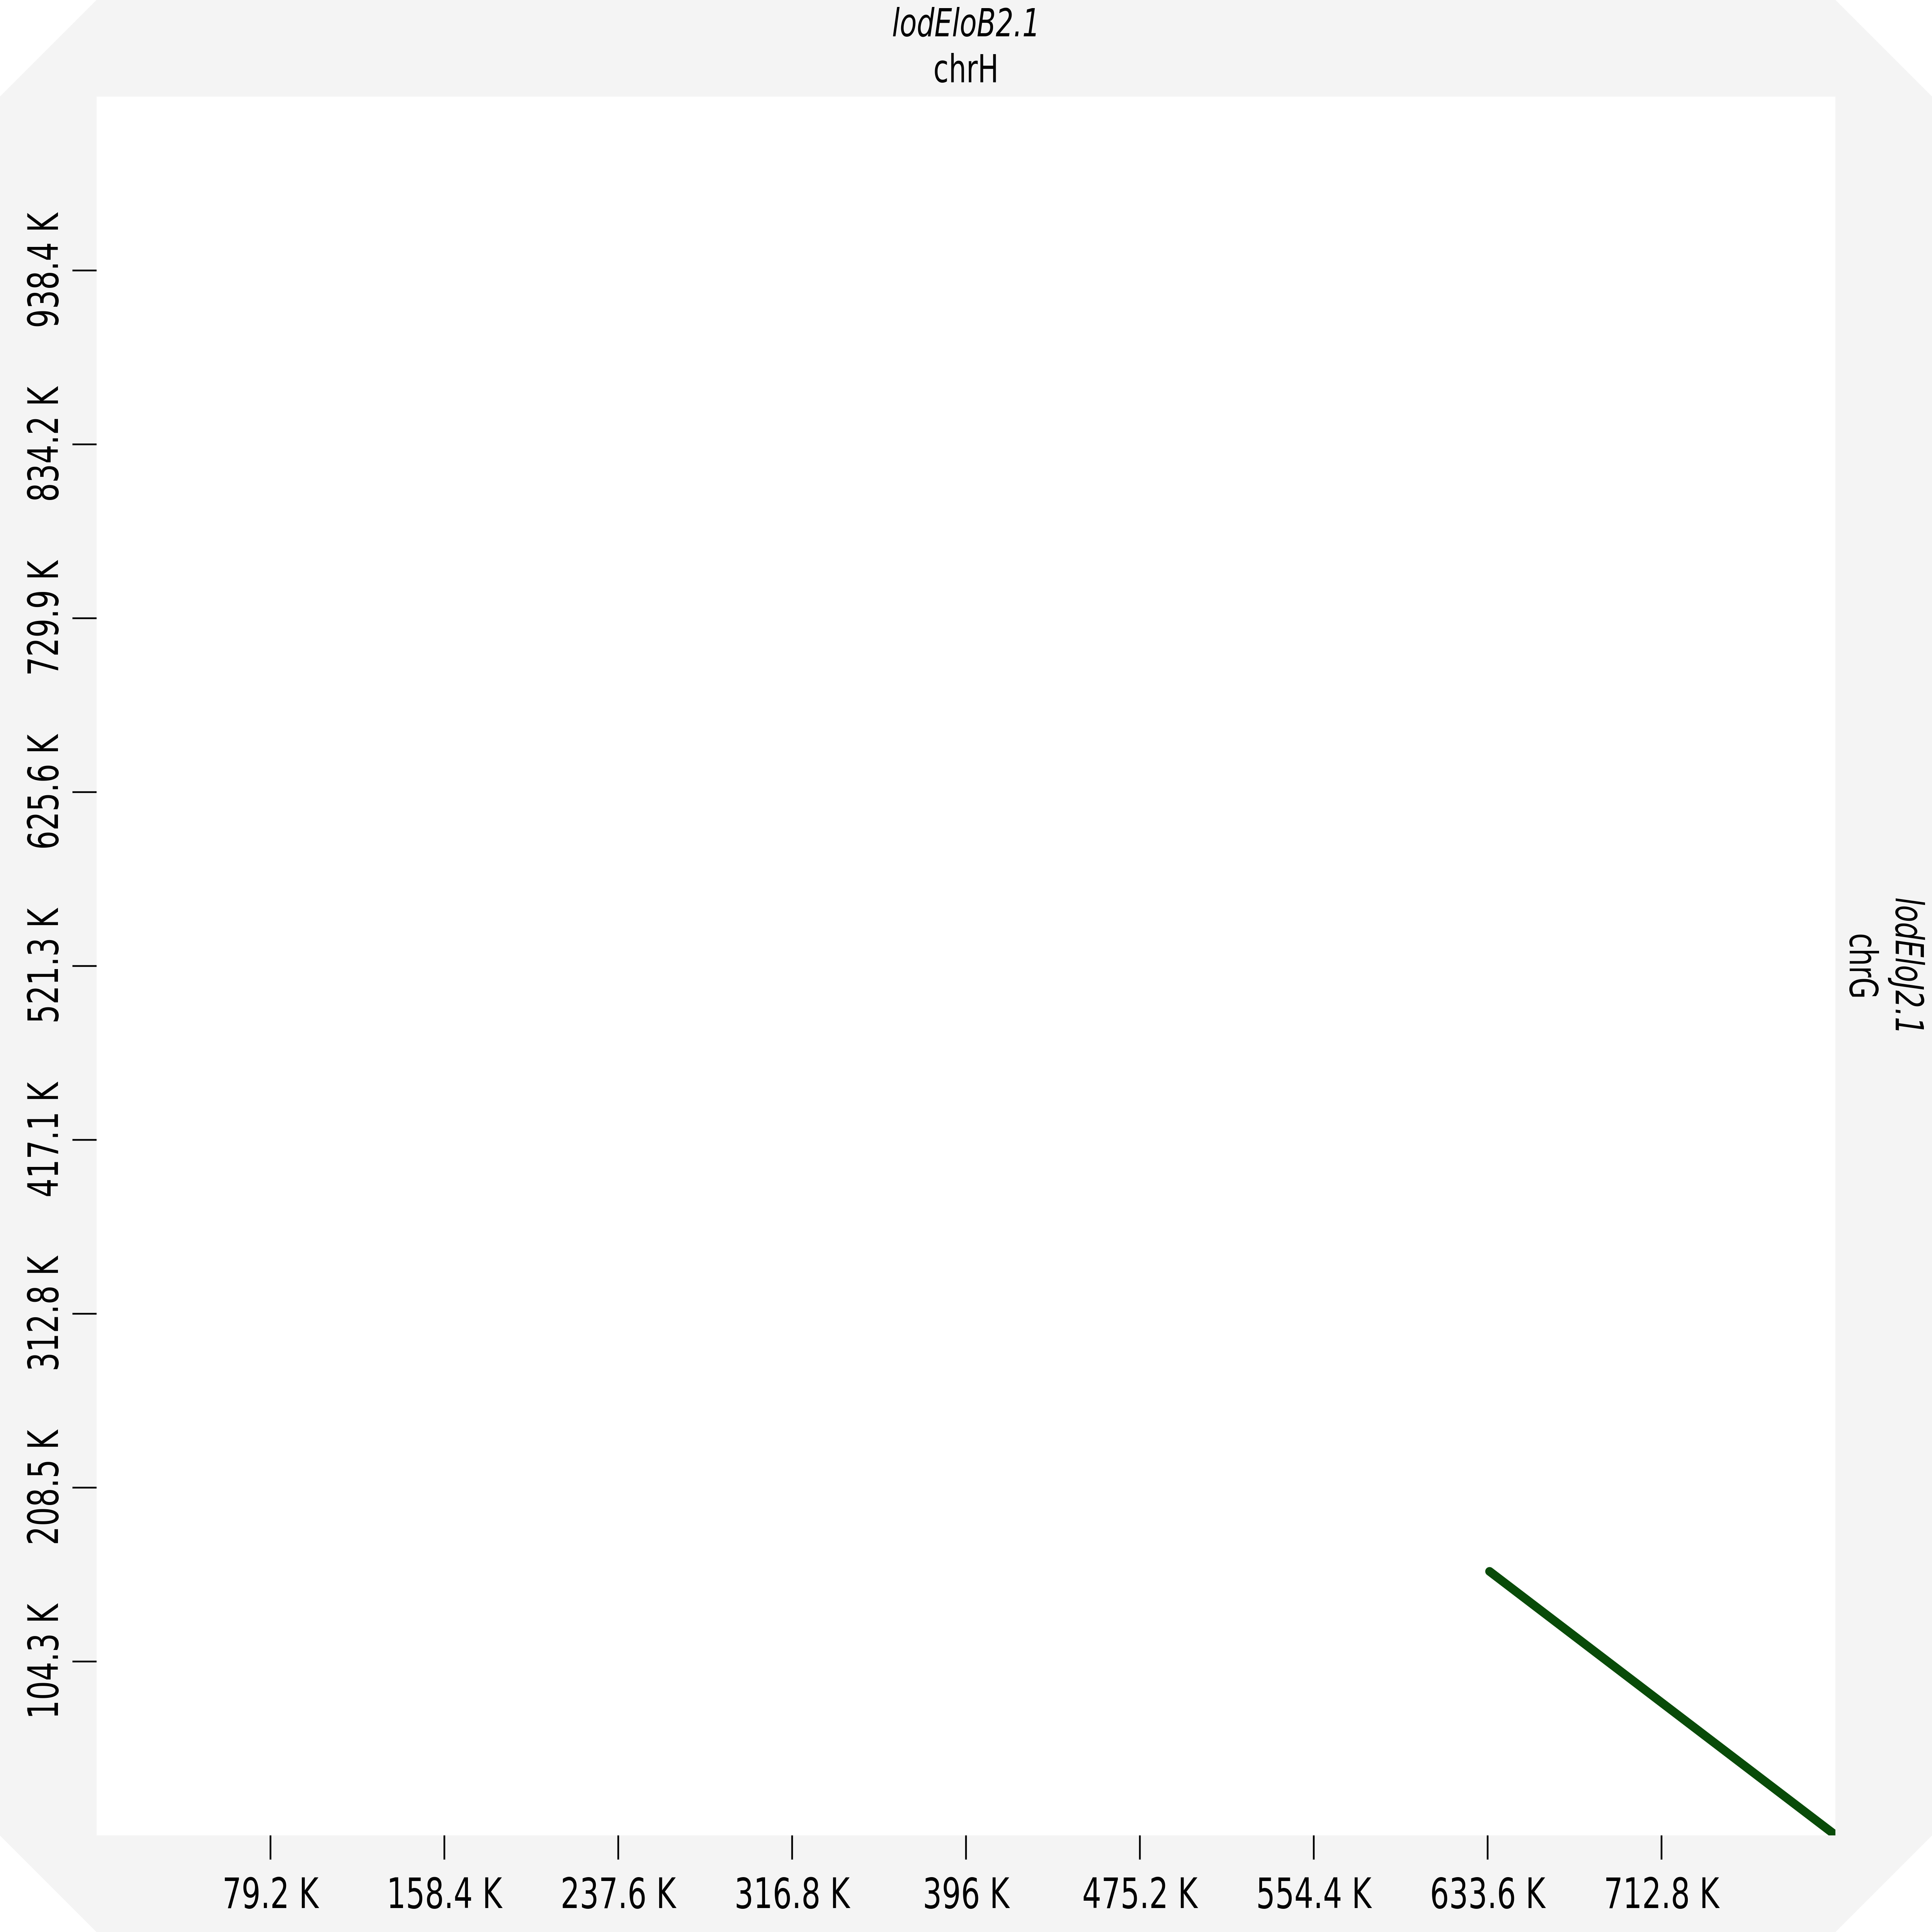 lodEloB2.1
chrH
938.4 K
834.2 K
729.9 K
625.6 K
521.3 K
417.1 K
312.8 K
208.5 K
104.3 K
lodEloJ2.1
chrG
79.2 K
158.4 K
237.6 K
316.8 K
396 K
475.2 K
554.4 K
633.6 K
712.8 K